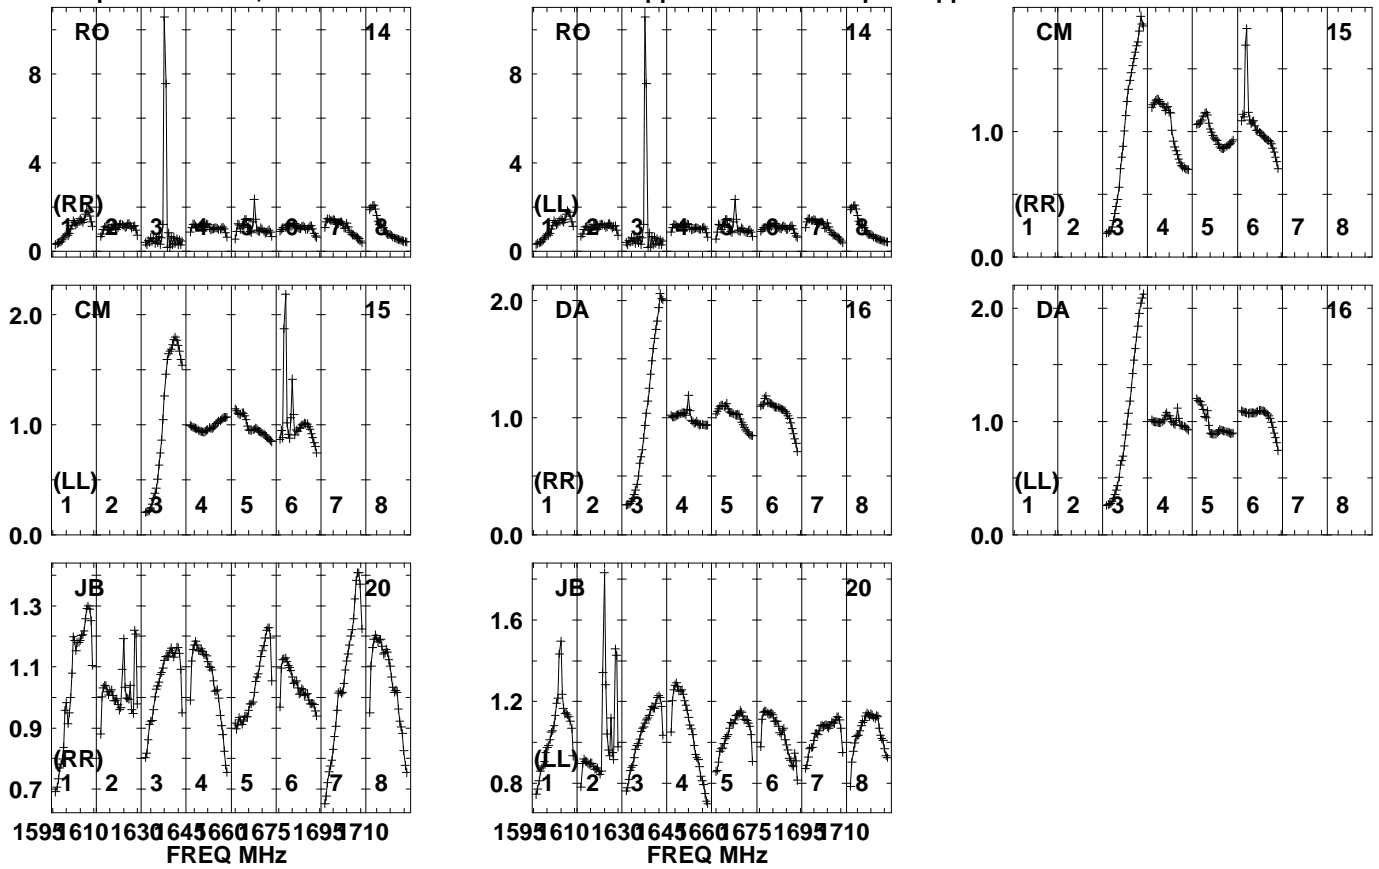 RO 14
8
4
(RR)
0
1 2 3 4 5 6 7 8
RO 14
8
4
(LL)
0
1 2 3 4 5 6 7 8
CM 15
1.0
(RR)
0.0
1 2 3 4 5 6 7 8
CM 15
2.0
1.0
(LL)
0.0
1 2 3 4 5 6 7 8
DA 16
2.0
1.0
(RR)
0.0
1 2 3 4 5 6 7 8
DA 16
2.0
1.0
(LL)
0.0
1 2 3 4 5 6 7 8
JB 20
1.3
1.1
0.9
(RR)
0.7
1 2 3 4 5 6 7 8
1595 1610 1630 1645 1660 1675 1695 1710
FREQ MHz
JB 20
1.6
1.2
(LL)
0.8
1 2 3 4 5 6 7 8
1595 1610 1630 1645 1660 1675 1695 1710
FREQ MHz